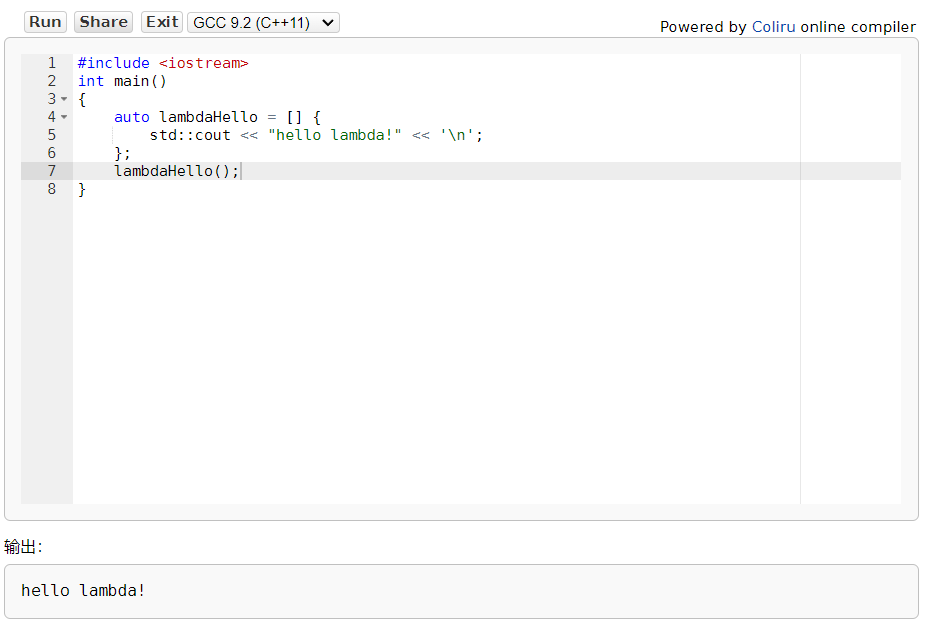 Run Share Exit GCC 9.2 (C++11)
Powered by Coliru online compiler
1 #include <iostream>
2 int main()
3 {
4     auto lambdaHello = [] {
5         std::cout << "hello lambda!" << '\n';
6     };
7     lambdaHello();
8 }
输出：
hello lambda!